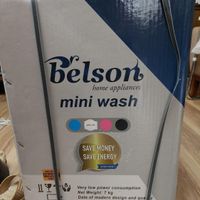 belson
home appliances
mini wash
SAVE MONEY
SAVE ENERGY
Very low power consumption
Net Weight: 7 kg
Date of modern design and